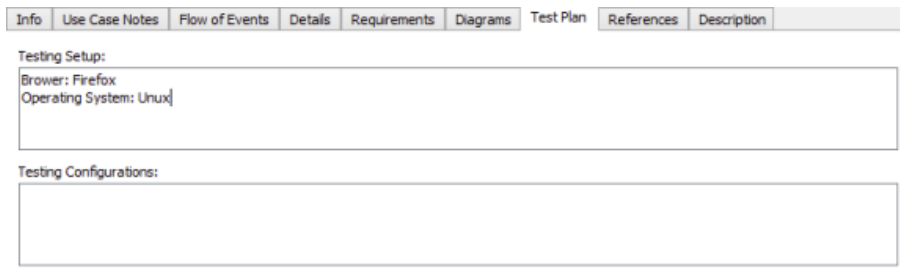 Info Use Case Notes Flow of Events Details Requirements Diagrams Test Plan References Description
Testing Setup:
Brower: Firefox
Operating System: Unux
Testing Configurations: